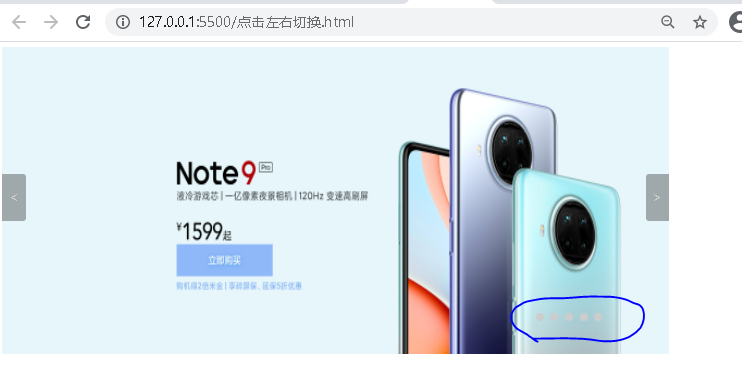 127.0.0.1:5500/点击左右切换.html
Note 9 Pro
液冷游戏芯 | 一亿像素夜景相机 | 120Hz 变速高刷屏
¥1599起
< >
立即购买
购机得2倍米金 | 享碎屏保、延保5折优惠